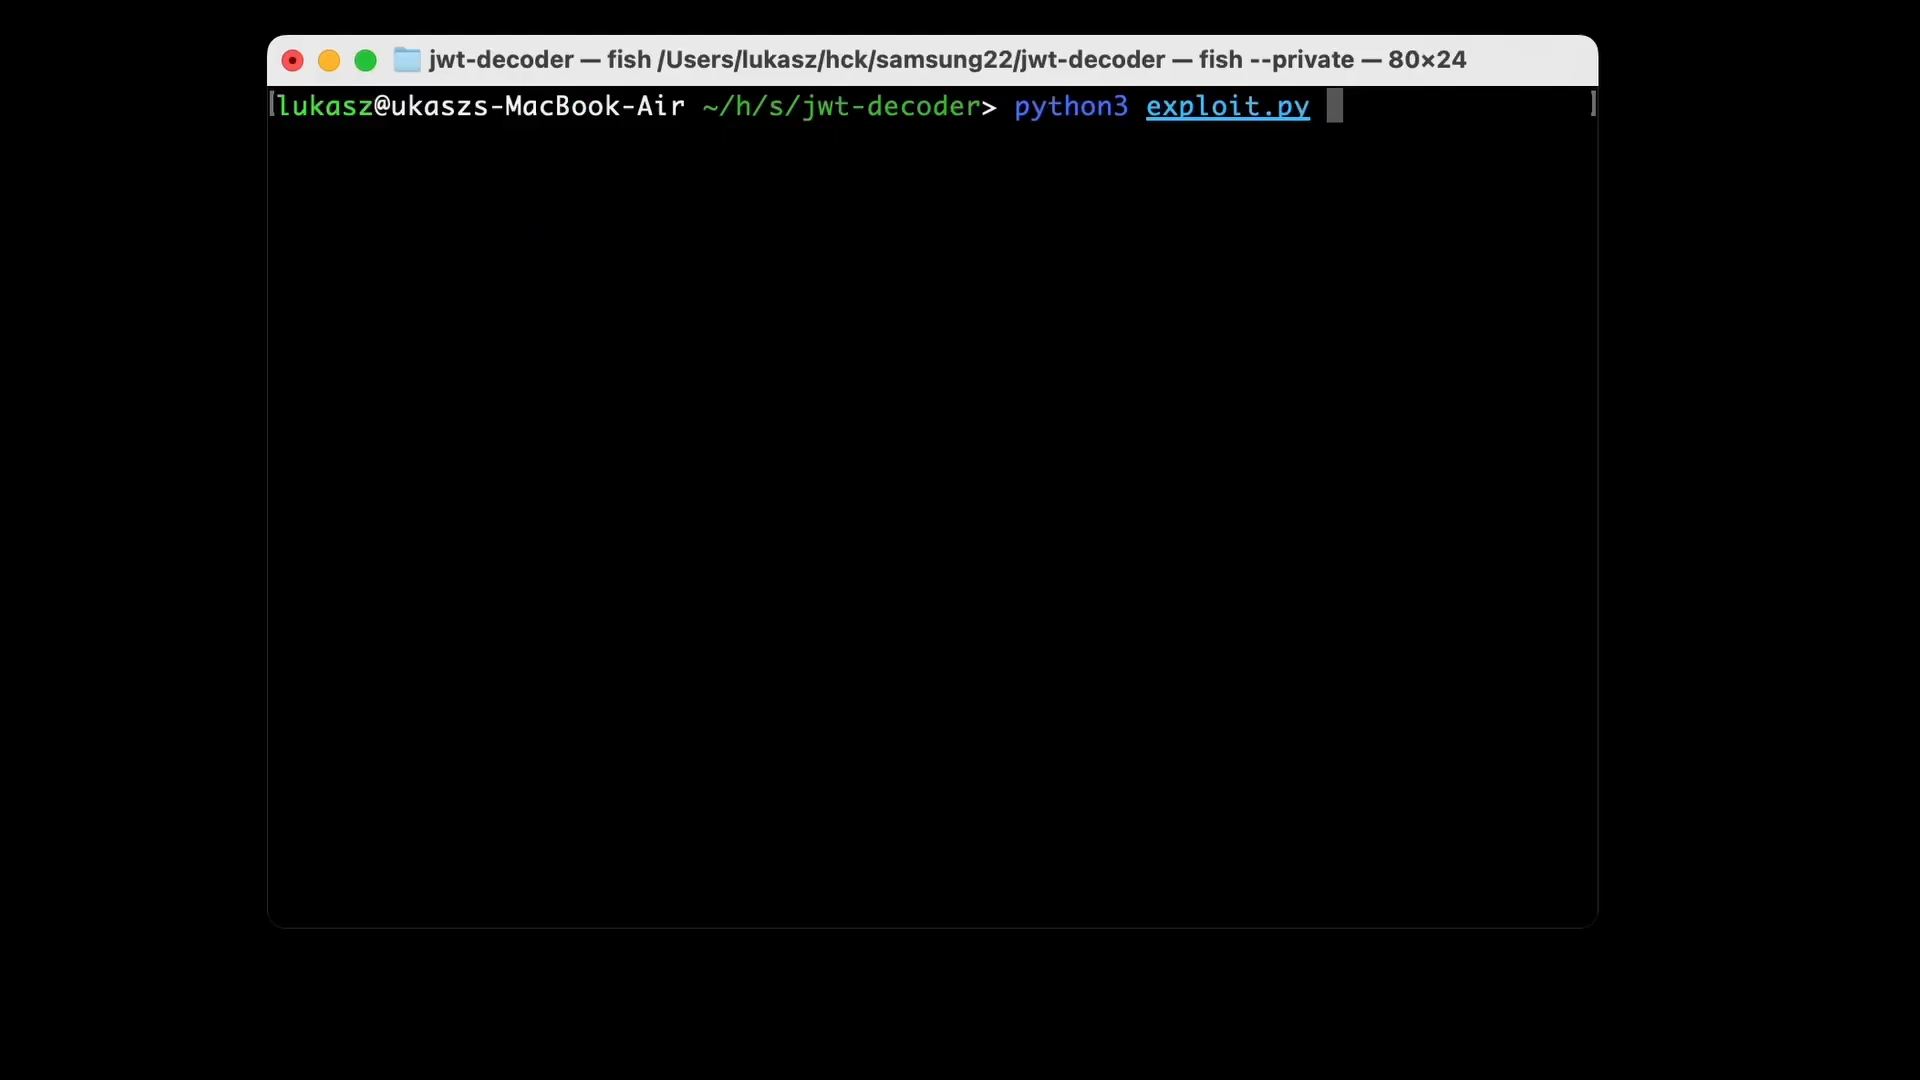 jwt-decoder — fish /Users/lukasz/hck/samsung22/jwt-decoder — fish --private — 80×24
[lukasz@ukaszs-MacBook-Air ~/h/s/jwt-decoder> python3 exploit.py ]